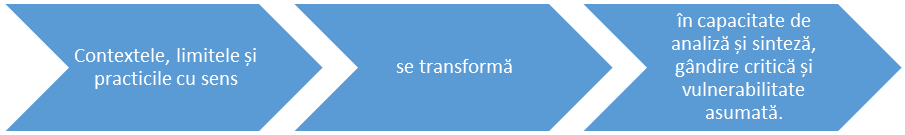 Contextele, limitele și
practicile cu sens
se transformă
în capacitate de
analiză și sinteză,
gândire critică și
vulnerabilitate
asumată.